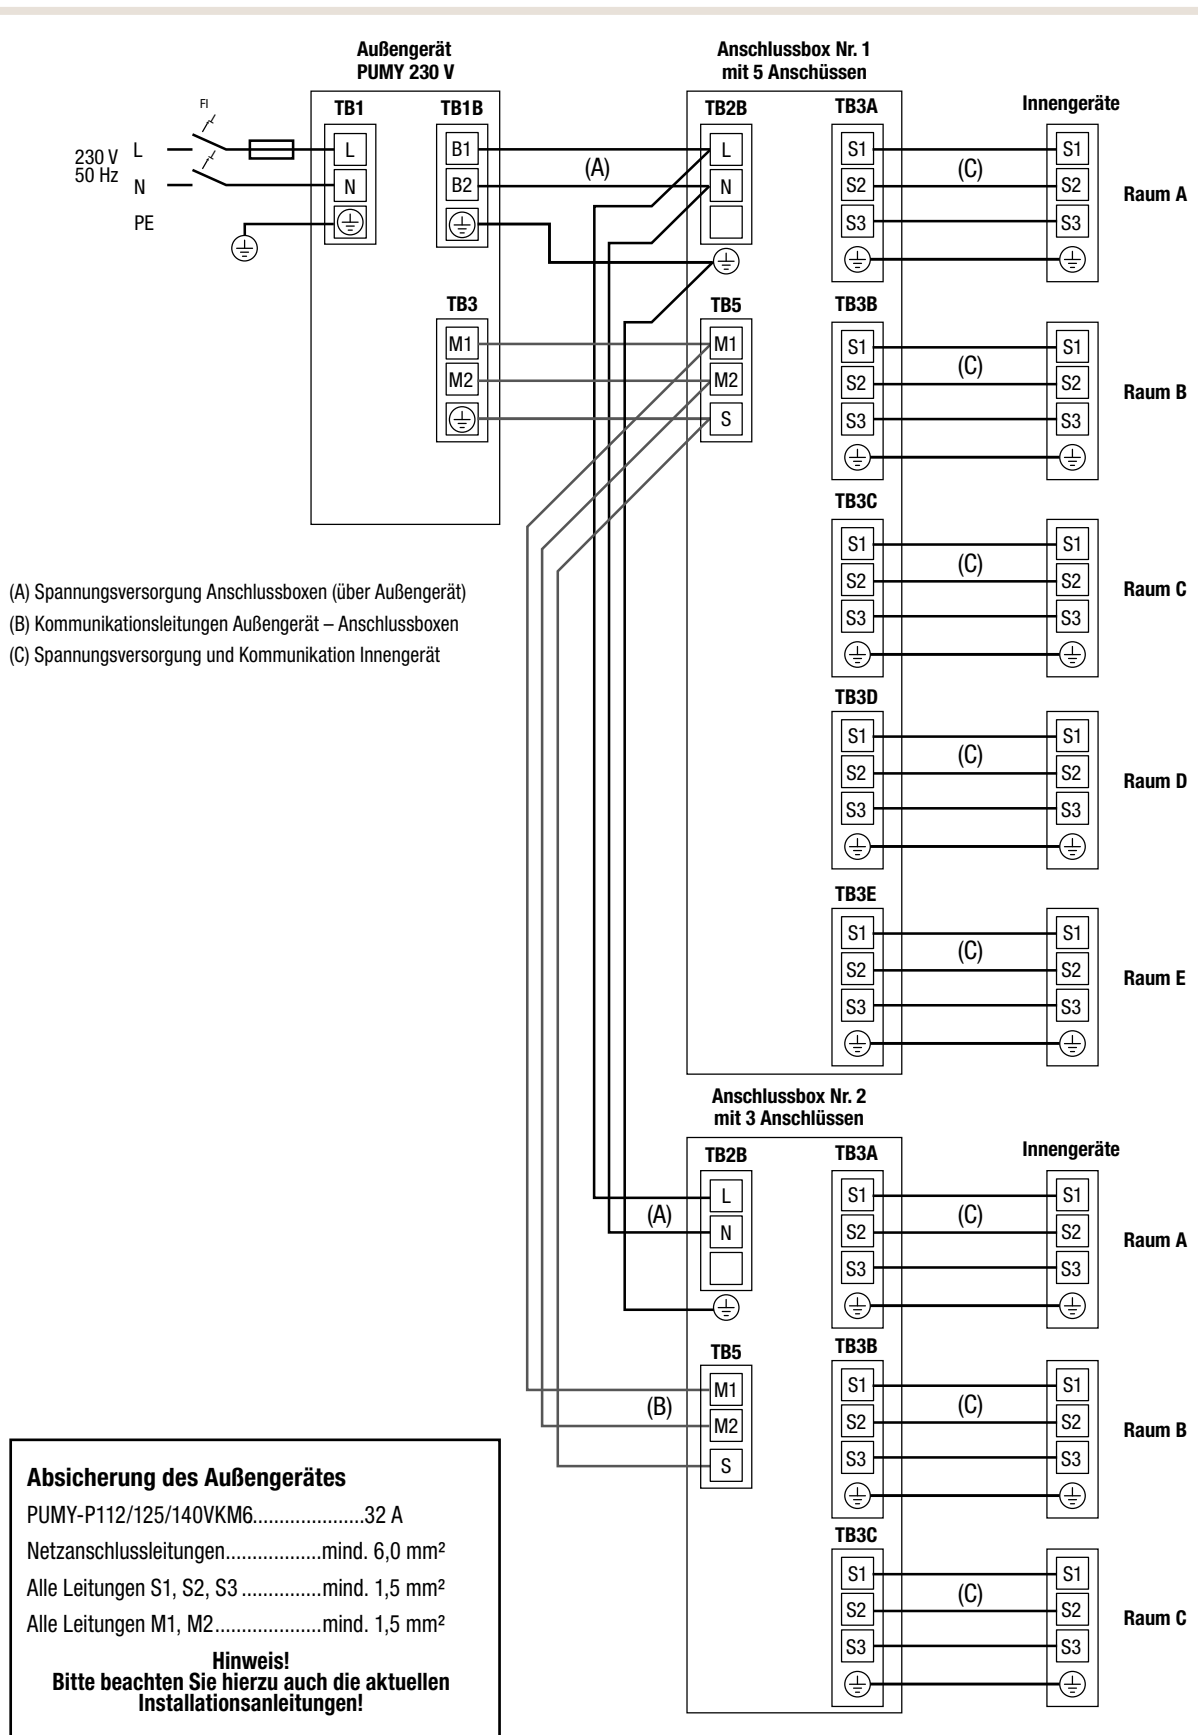 Außengerät
PUMY 230 V
Anschlussbox Nr. 1
mit 5 Anschüssen
TB1
TB1B
TB2B
TB3A
Innengeräte
FI
230 V
50 Hz
L
N
PE
L
N
B1
B2
(A)
L
N
S1
S2
S3
(C)
S1
S2
S3
Raum A
TB3
M1
M2
TB5
M1
M2
S
TB3B
S1
S2
S3
(C)
S1
S2
S3
Raum B
TB3C
S1
S2
S3
(C)
S1
S2
S3
Raum C
(A) Spannungsversorgung Anschlussboxen (über Außengerät)
(B) Kommunikationsleitungen Außengerät – Anschlussboxen
(C) Spannungsversorgung und Kommunikation Innengerät
TB3D
S1
S2
S3
(C)
S1
S2
S3
Raum D
TB3E
S1
S2
S3
(C)
S1
S2
S3
Raum E
Anschlussbox Nr. 2
mit 3 Anschlüssen
TB2B
TB3A
Innengeräte
(A)
L
N
S1
S2
S3
(C)
S1
S2
S3
Raum A
TB5
(B)
M1
M2
S
TB3B
S1
S2
S3
(C)
S1
S2
S3
Raum B
TB3C
S1
S2
S3
(C)
S1
S2
S3
Raum C
Absicherung des Außengerätes
PUMY-P112/125/140VKM6.....................32 A
Netzanschlussleitungen..................mind. 6,0 mm²
Alle Leitungen S1, S2, S3 ...............mind. 1,5 mm²
Alle Leitungen M1, M2....................mind. 1,5 mm²
Hinweis!
Bitte beachten Sie hierzu auch die aktuellen
Installationsanleitungen!